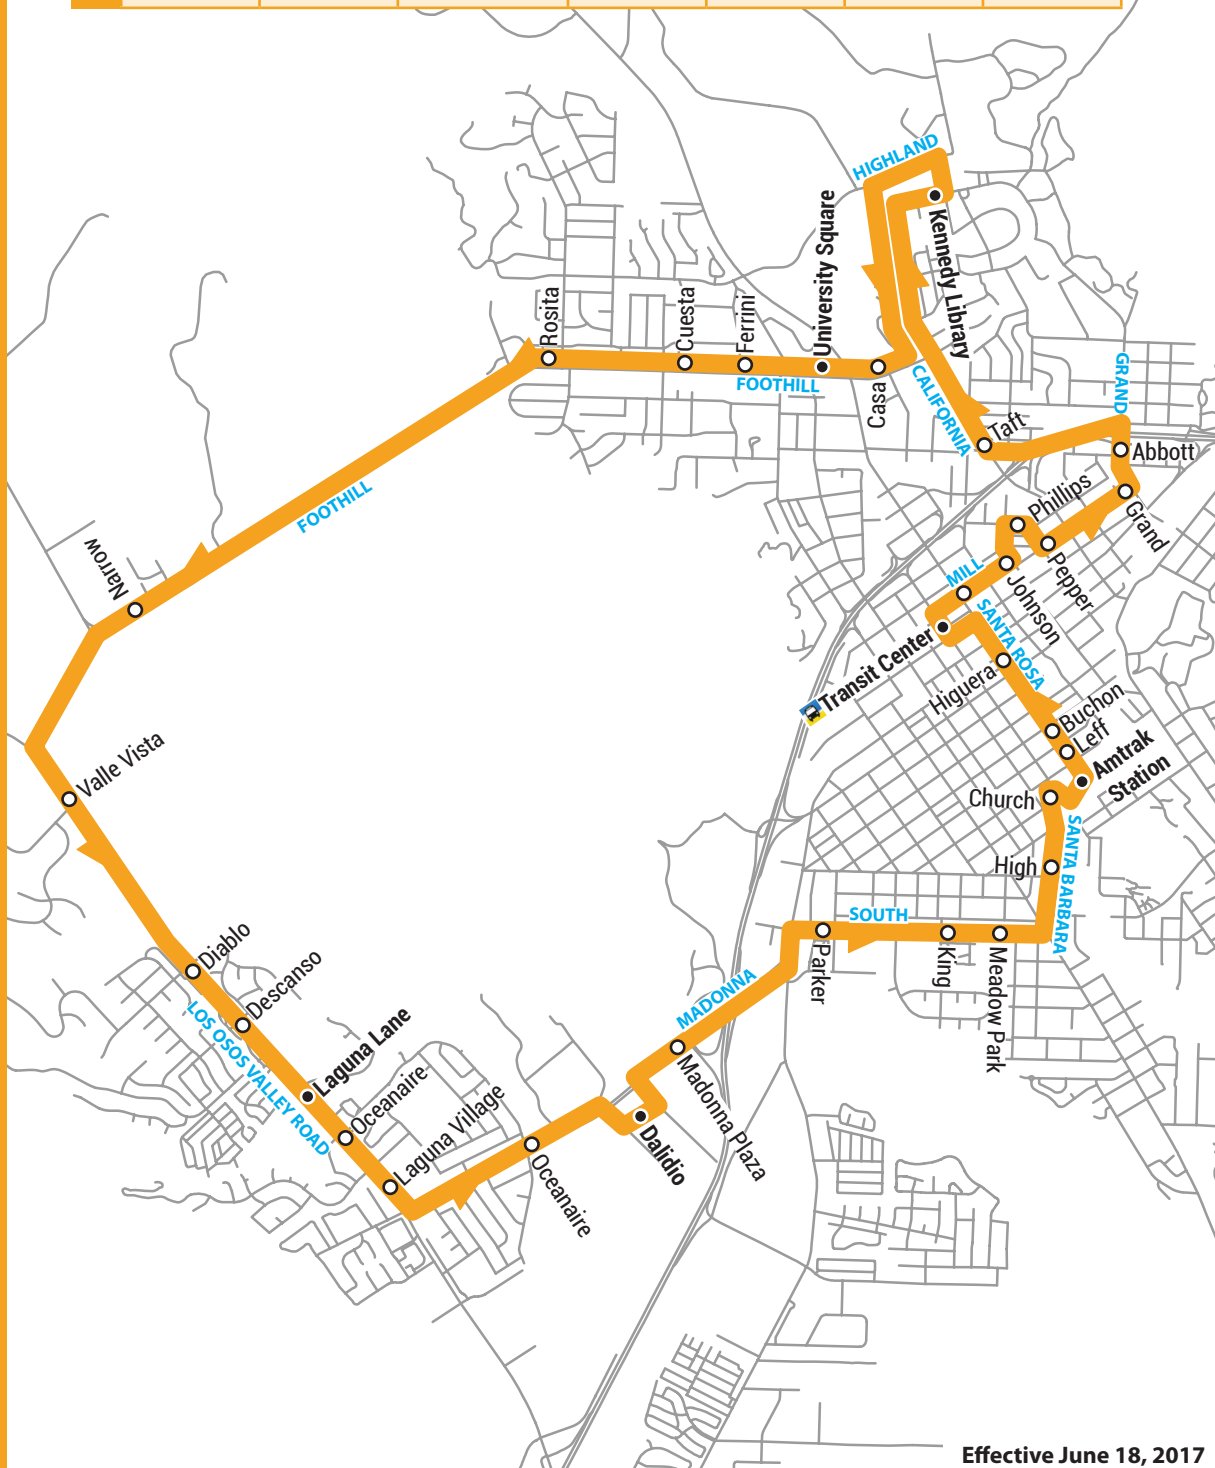 HIGHLAND
University Square
Kennedy Library
Rosita
Cuesta
Ferrini
FOOTHILL
Casa
CALIFORNIA
GRAND
Taft
Abbott
Phillips
Grand
FOOTHILL
Narrow
MILL
Pepper
Johnson
SANTA ROSA
Transit Center
Higuera
Buchon
Leff
Amtrak
Station
Valle Vista
Church
SANTA BARBARA
High
SOUTH
Parker
King
Meadow Park
Diablo
Descanso
MADONNA
LOS OSOS VALLEY ROAD
Laguna Lane
Oceanaire
Laguna Village
Madonna Plaza
Dalidio
Oceanaire
Effective June 18, 2017